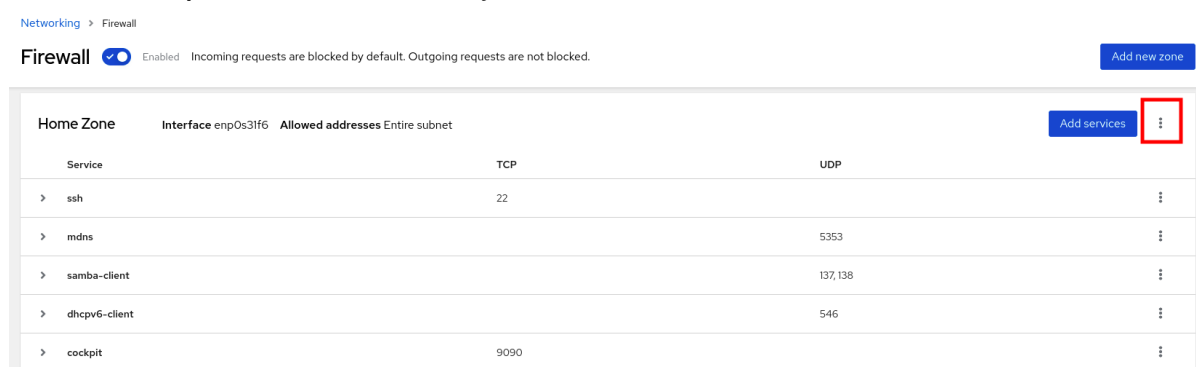 Networking > Firewall
Firewall Enabled Incoming requests are blocked by default. Outgoing requests are not blocked. Add new zone
Home Zone Interface enp0s31f6 Allowed addresses Entire subnet Add services
Service TCP UDP
ssh 22
mdns 5353
samba-client 137, 138
dhcpv6-client 546
cockpit 9090